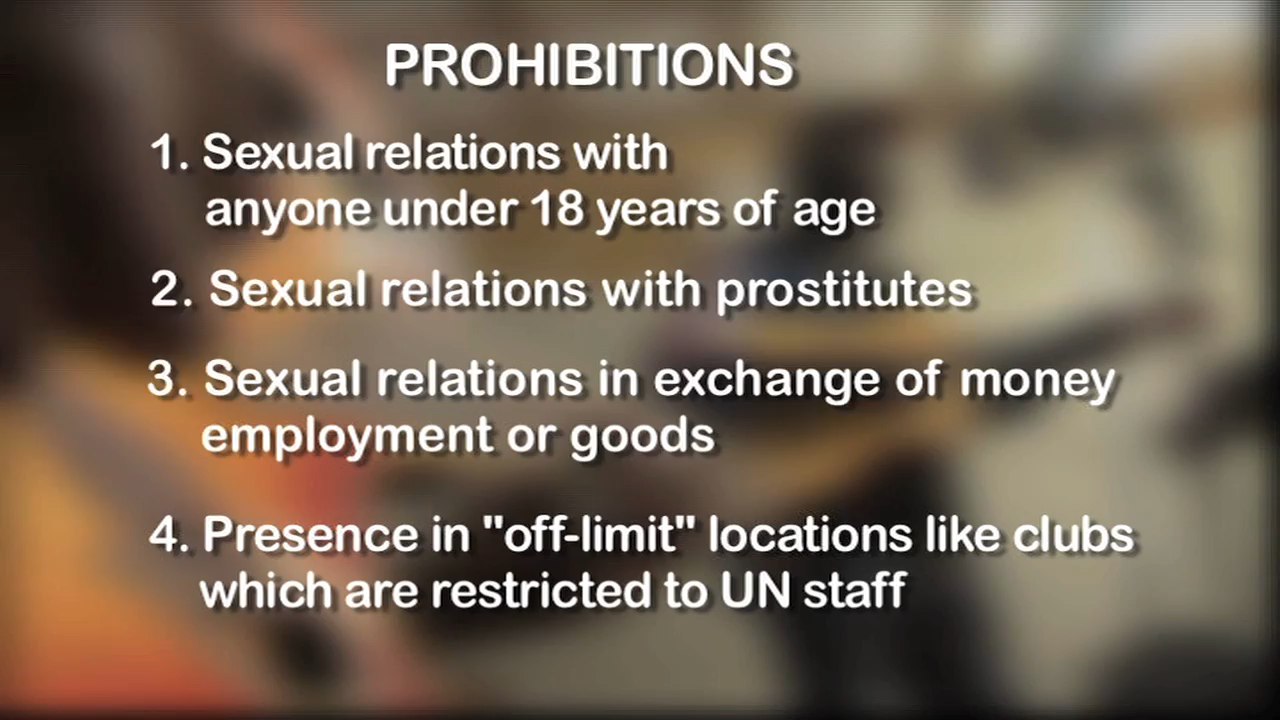 PROHIBITIONS
1. Sexual relations with
anyone under 18 years of age
2. Sexual relations with prostitutes
3. Sexual relations in exchange of money
employment or goods
4. Presence in "off-limit" locations like clubs
which are restricted to UN staff